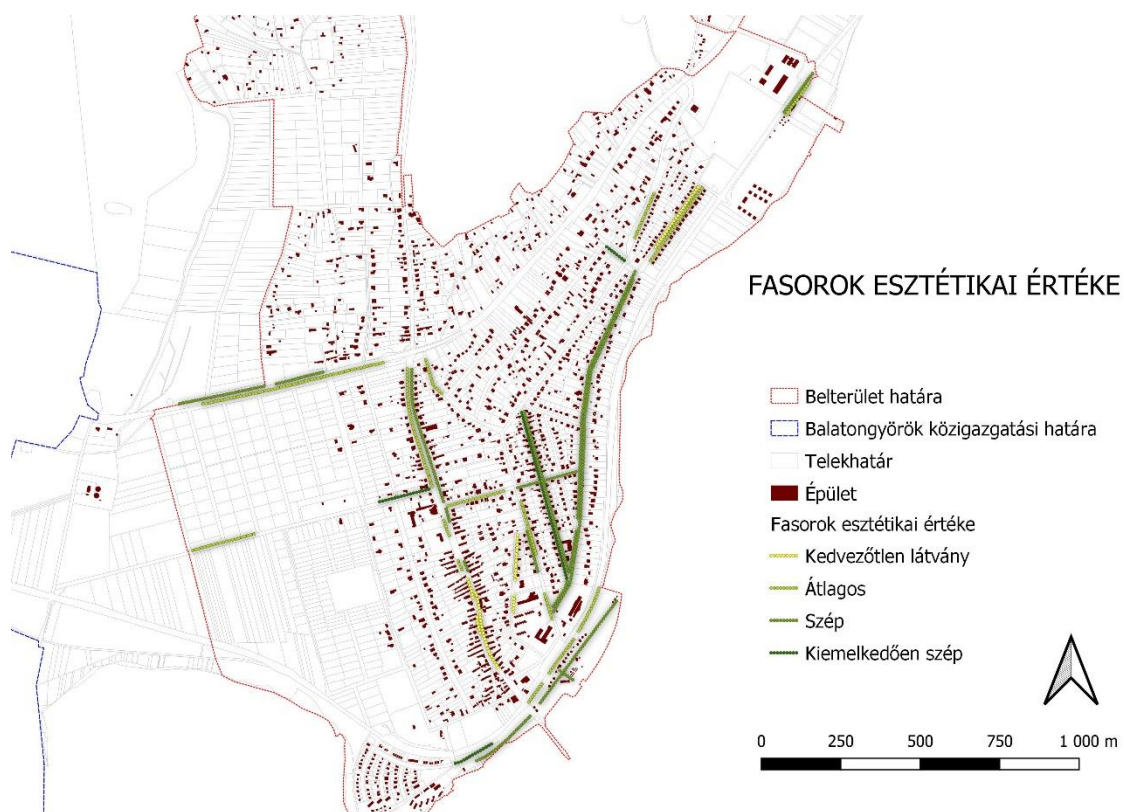 FASOROK ESZTÉTIKAI ÉRTÉKE
Belterület határa
Balatongyörök közigazgatási határa
Telekhatár
Épület
Fasorok esztétikai értéke
Kedvezőtlen látvány
Átlagos
Szép
Kiemelkedően szép
0 250 500 750 1 000 m